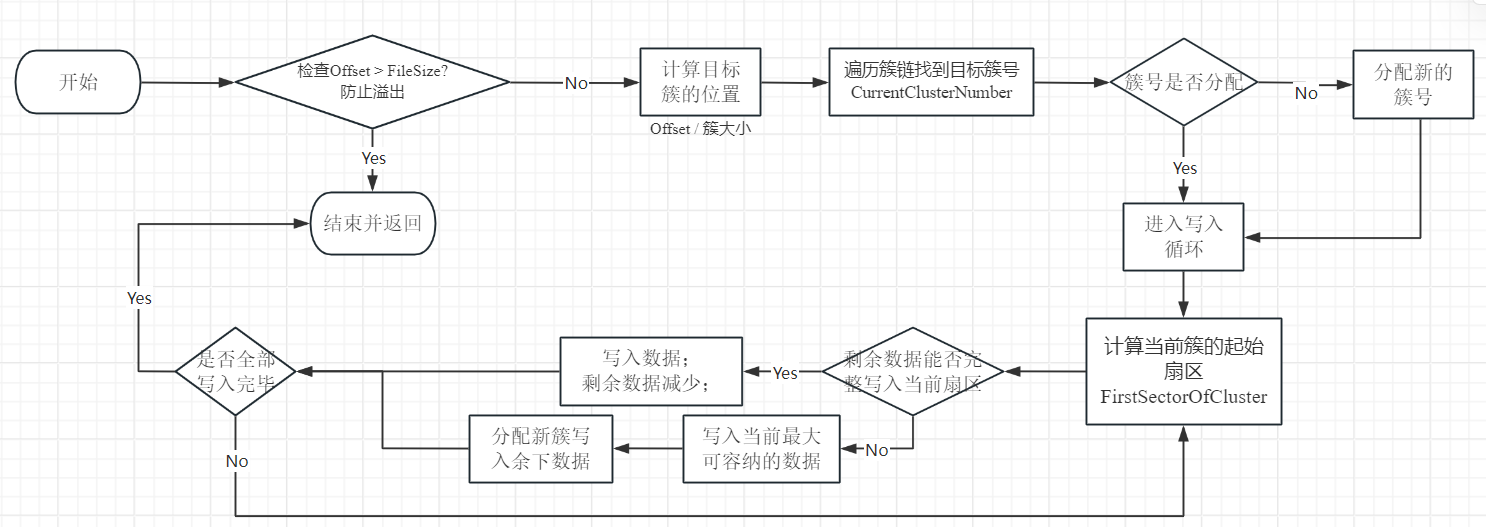 开始
检查Offset > FileSize?
防止溢出
No
计算目标
簇的位置
Offset / 簇大小
遍历簇链找到目标簇号
CurrentClusterNumber
簇号是否分配
No
分配新的
簇号
Yes
Yes
结束并返回
进入写入
循环
Yes
计算当前簇的起始
扇区
FirstSectorOfCluster
剩余数据能否完
整写入当前扇区
Yes
写入数据；
剩余数据减少；
是否全部
写入完毕
No
写入当前最大
可容纳的数据
分配新簇写
入余下数据
No